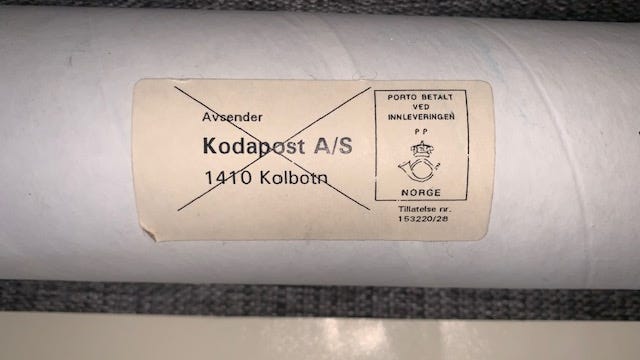 Avsender
Kodapost A/S
1410 Kolbotn
PORTO BETALT
VED
INNLEVERINGEN
P P
NORGE
Tillatelse nr.
153220/28